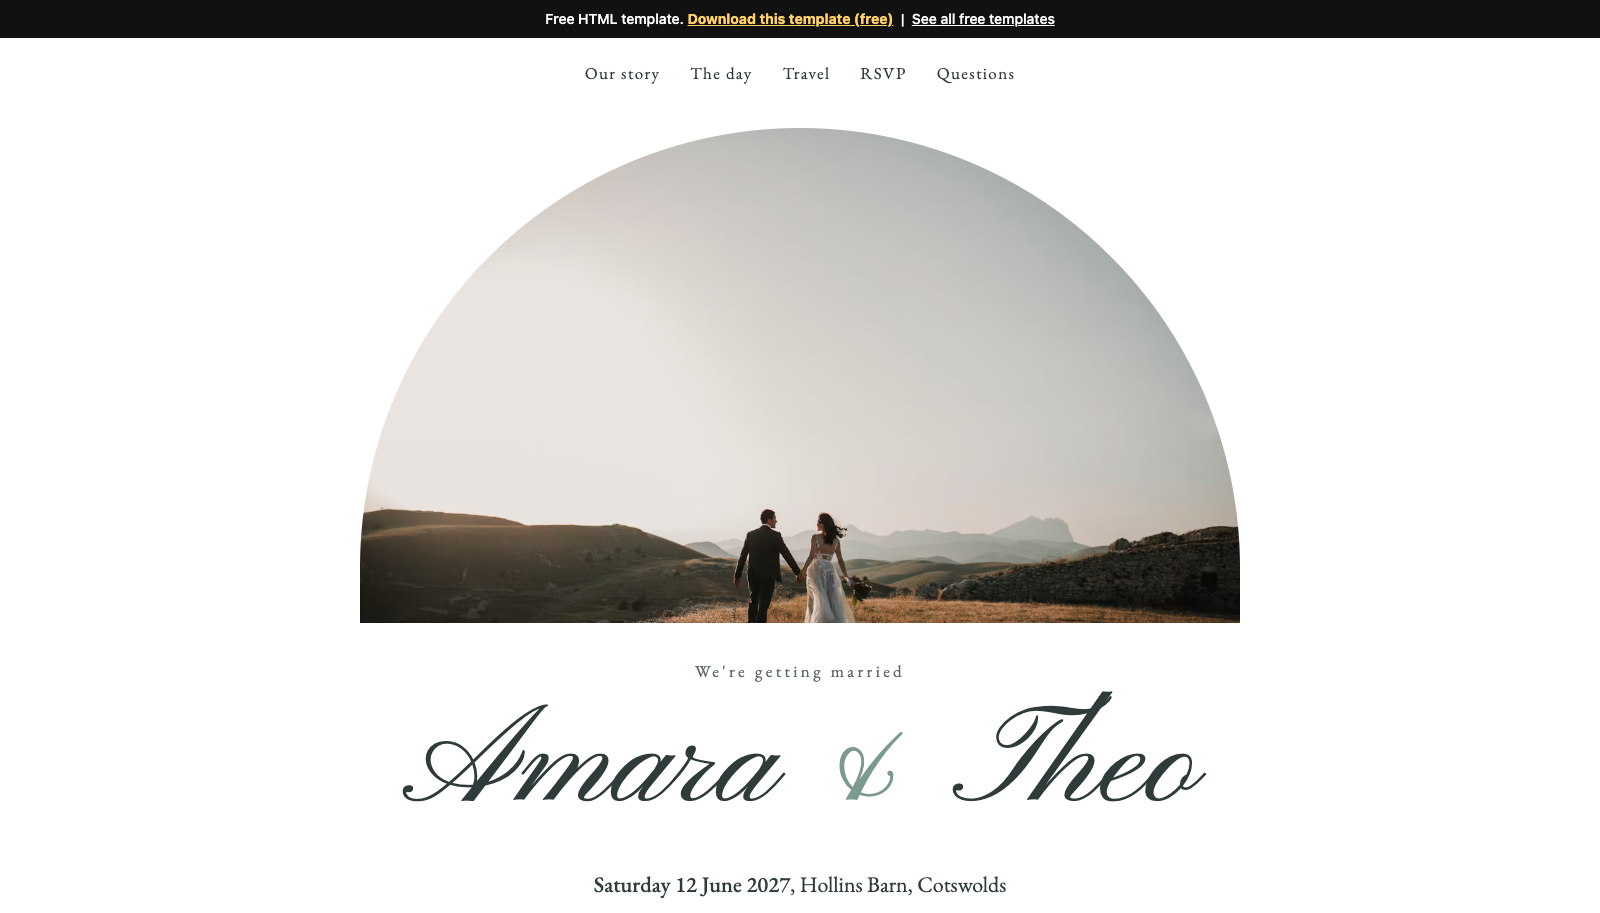 Free HTML template. Download this template (free) | See all free templates
Our story The day Travel RSVP Questions
We're getting married
Amara & Theo
Saturday 12 June 2027, Hollins Barn, Cotswolds